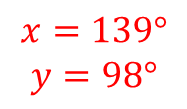 x = 139°
y = 98°